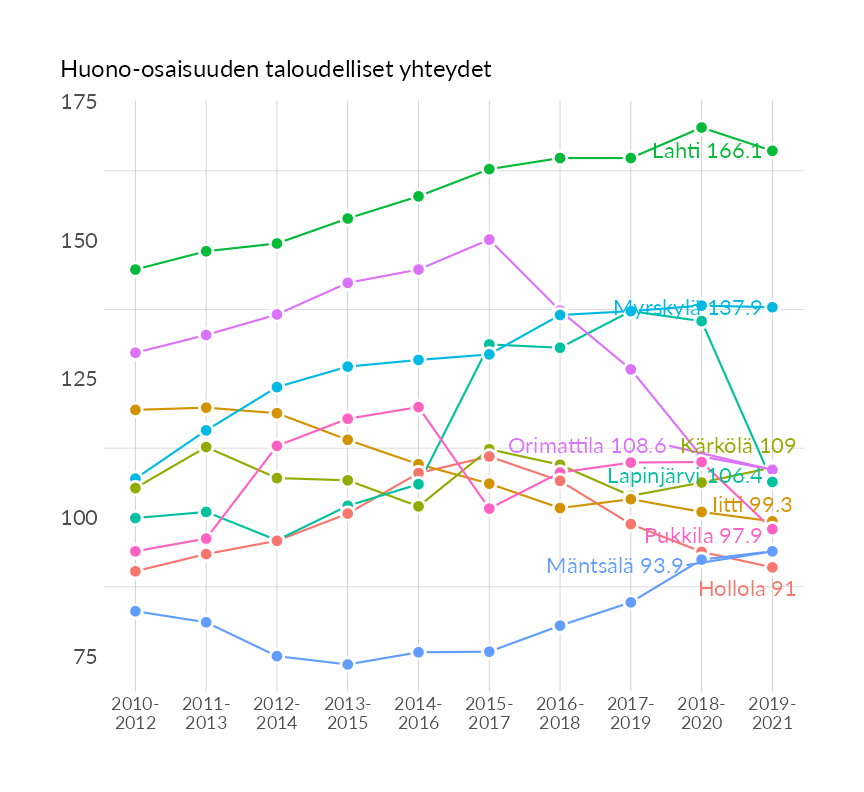 Huono-osaisuuden taloudelliset yhteydet
175
Lahti 166.1
150
Myrskylä 137.9
125
Orimattila 108.6
Kärkölä 109
Lapinjärvi 106.4
Iitti 99.3
100
Pukkila 97.9
Mäntsälä 93.9
Hollola 91
75
2010-
2012
2011-
2013
2012-
2014
2013-
2015
2014-
2016
2015-
2017
2016-
2018
2017-
2019
2018-
2020
2019-
2021